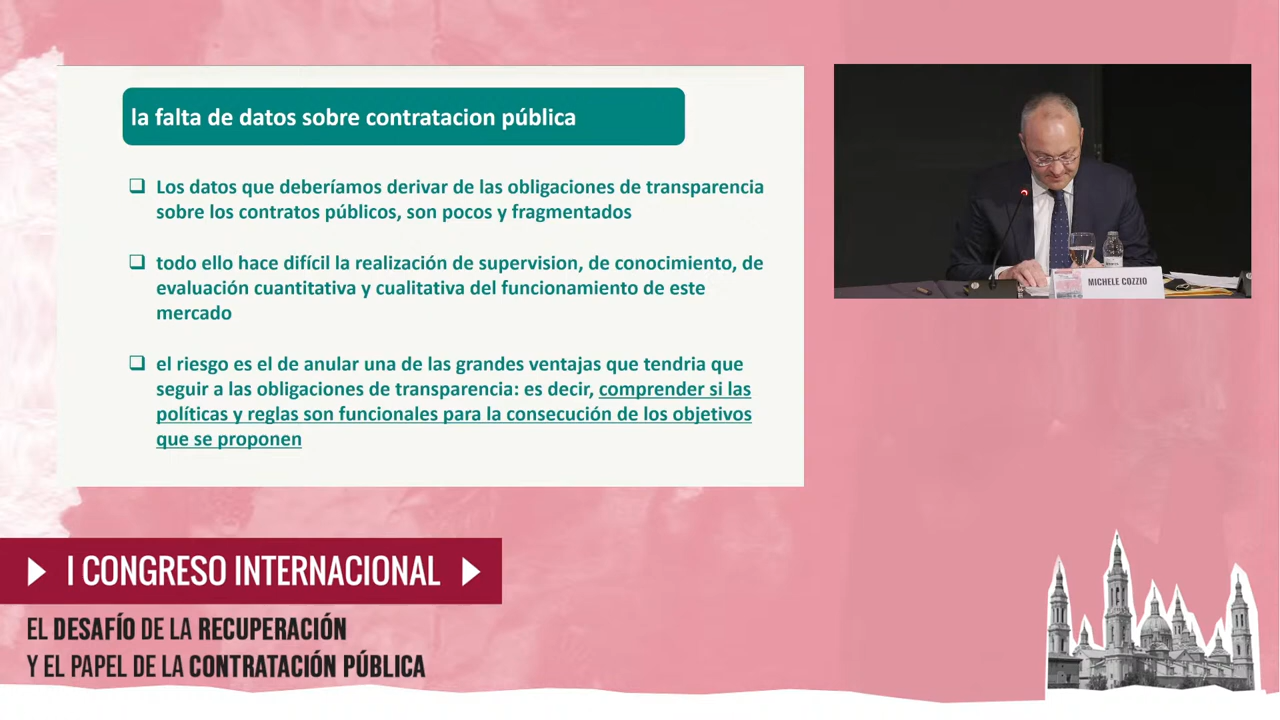 la falta de datos sobre contratacion pública
Los datos que deberíamos derivar de las obligaciones de transparencia
sobre los contratos públicos, son pocos y fragmentados
todo ello hace difícil la realización de supervision, de conocimiento, de
evaluación cuantitativa y cualitativa del funcionamiento de este
mercado
el riesgo es el de anular una de las grandes ventajas que tendria que
seguir a las obligaciones de transparencia: es decir, comprender si las
políticas y reglas son funcionales para la consecución de los objetivos
que se proponen
MICHELE COZZIO
I CONGRESO INTERNACIONAL
EL DESAFÍO DE LA RECUPERACIÓN
Y EL PAPEL DE LA CONTRATACIÓN PÚBLICA